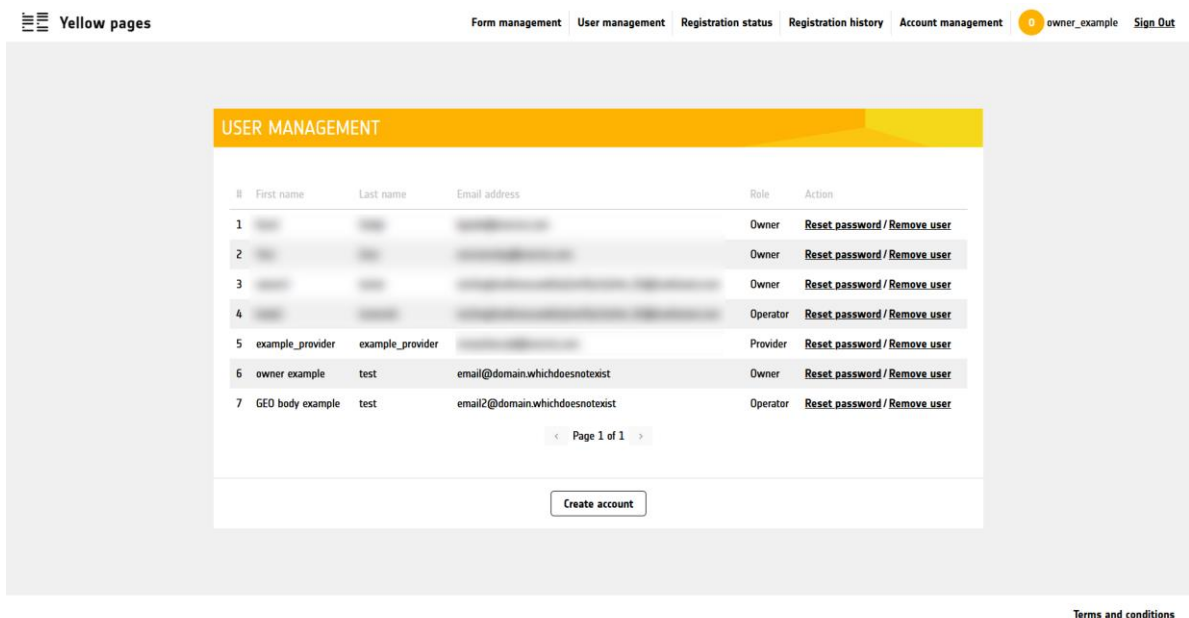 Yellow pages Form management User management Registration status Registration history Account management O owner_example Sign Out
USER MANAGEMENT
# First name Last name Email address Role Action
1 Owner Reset password / Remove user
2 Owner Reset password / Remove user
3 Owner Reset password / Remove user
4 Operator Reset password / Remove user
5 example_provider example_provider Provider Reset password / Remove user
6 owner example test email@domain.whichdoesnotexist Owner Reset password / Remove user
7 GEO body example test email2@domain.whichdoesnotexist Operator Reset password / Remove user
‹ Page 1 of 1 ›
Create account
Terms and conditions